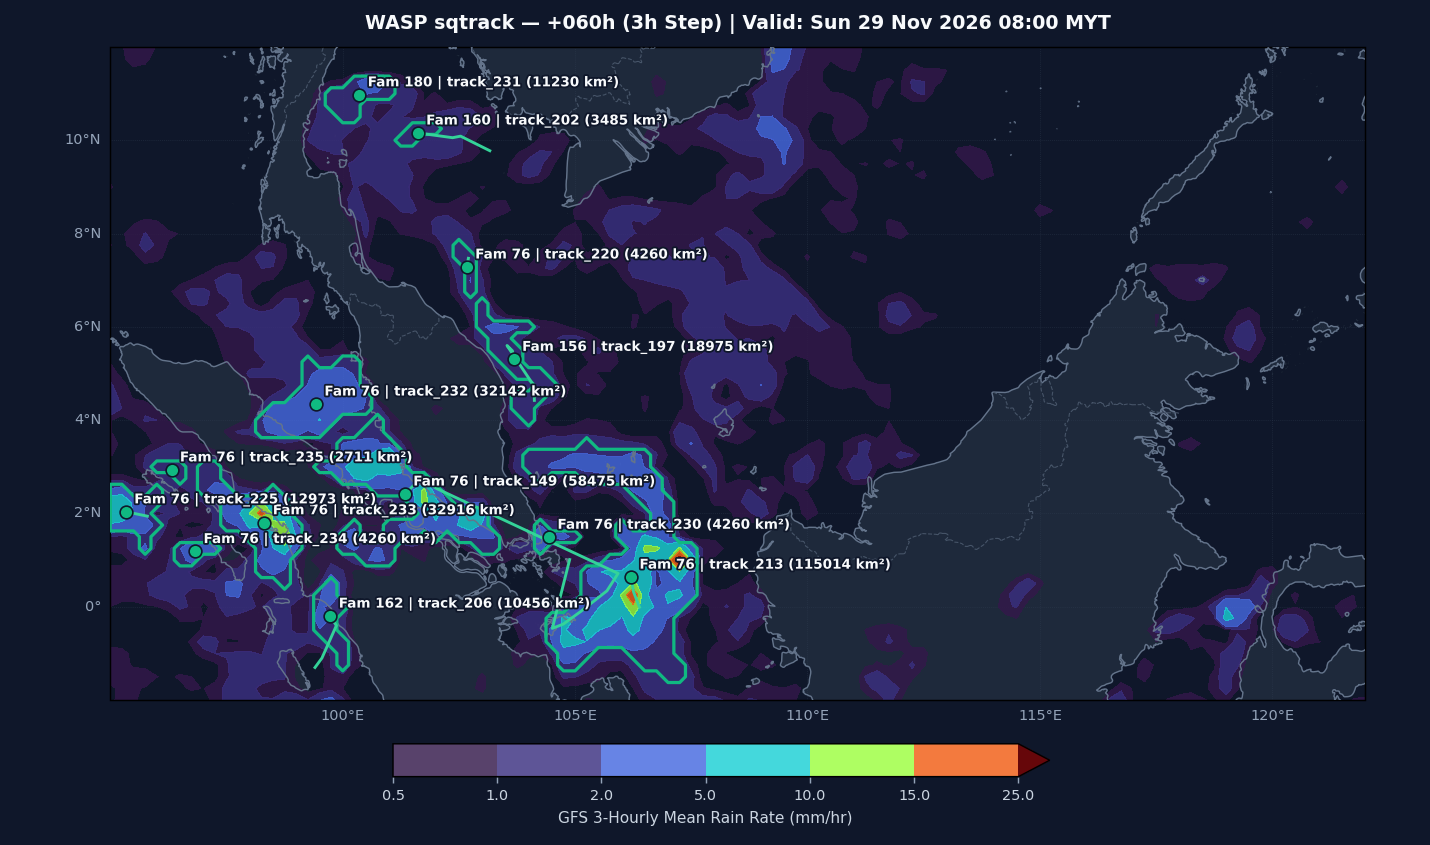 WASP sqtrack — +060h (3h Step) | Valid: Sun 29 Nov 2026 08:00 MYT
Fam 180 | track_231 (11230 km²)
Fam 160 | track_202 (3485 km²)
10°N
8°N
Fam 76 | track_220 (4260 km²)
6°N
Fam 156 | track_197 (18975 km²)
Fam 76 | track_232 (32142 km²)
4°N
Fam 76 | track_235 (2711 km²)
Fam 76 | track_149 (58475 km²)
Fam 76 | track_225 (12973 km²)
Fam 76 | track_233 (32916 km²)
2°N
Fam 76 | track_230 (4260 km²)
Fam 76 | track_234 (4260 km²)
Fam 76 | track_213 (115014 km²)
Fam 162 | track_206 (10456 km²)
0°
100°E 105°E 110°E 115°E 120°E
0.5 1.0 2.0 5.0 10.0 15.0 25.0
GFS 3-Hourly Mean Rain Rate (mm/hr)